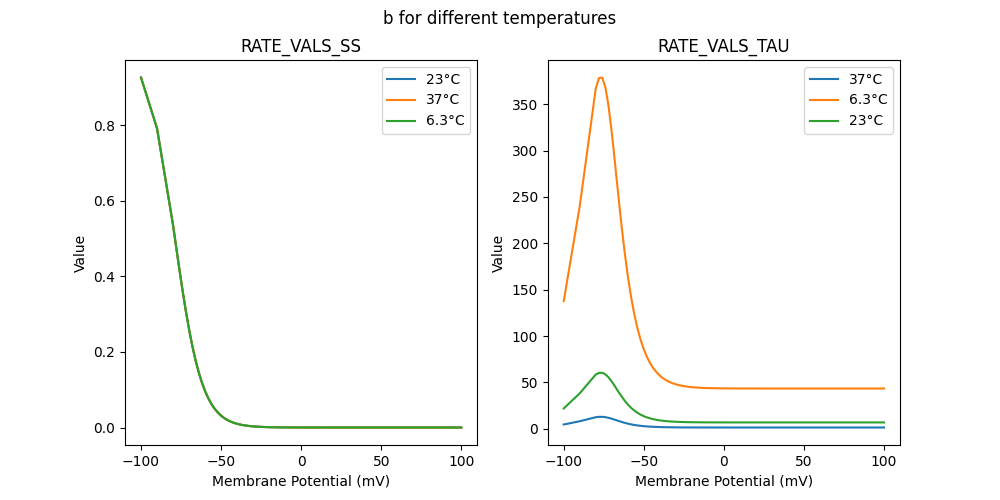 b for different temperatures
RATE_VALS_SS
RATE_VALS_TAU
23°C
37°C
6.3°C
37°C
6.3°C
23°C
Value
0.8
0.6
0.4
0.2
0.0
−100
−50
0
50
100
Membrane Potential (mV)
Value
350
300
250
200
150
100
50
0
−100
−50
0
50
100
Membrane Potential (mV)